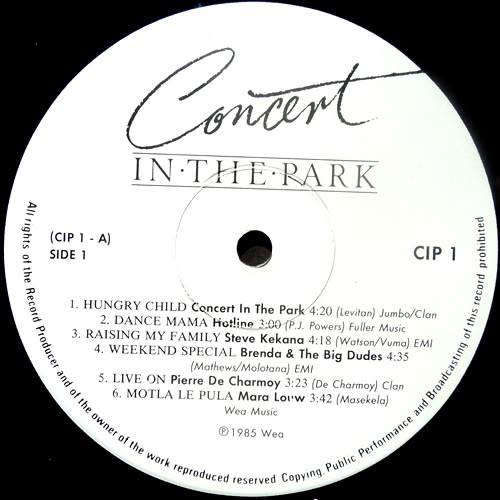 Concert
IN·THE·PARK
(CIP 1 - A)
SIDE 1
CIP 1
1. HUNGRY CHILD Concert In The Park 4:20 (Levitan) Jumbo/Clan
2. DANCE MAMA Hotline 3:00 (P.J. Powers) Fuller Music
3. RAISING MY FAMILY Steve Kekana 4:18 (Watson/Vuma) EMI
4. WEEKEND SPECIAL Brenda & The Big Dudes 4:35
(Mathews/Molotana) EMI
5. LIVE ON Pierre De Charmoy 3:23 (De Charmoy) Clan
6. MOTLA LE PULA Mara Louw 3:42 (Masekela)
Wea Music
℗1985 Wea
All rights of the Record Producer and of the owner of the work reproduced reserved. Copying, Public Performance and Broadcasting of this record prohibited